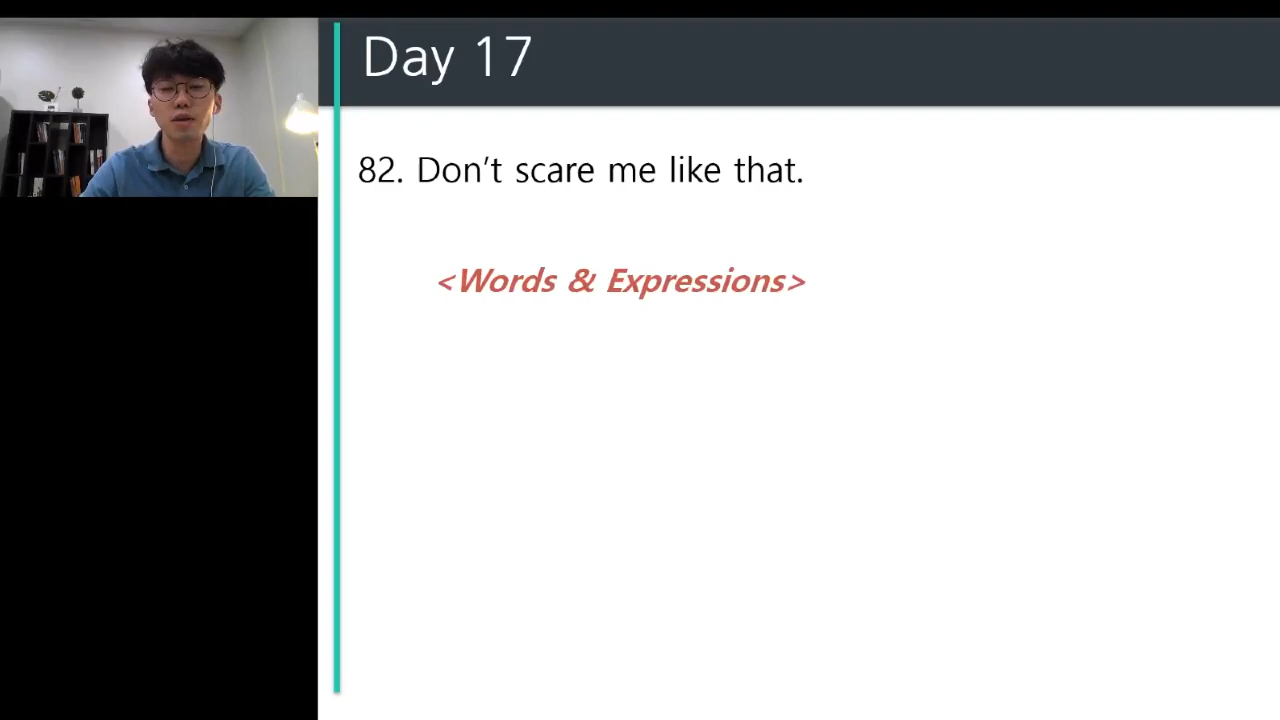 Day 17
82. Don’t scare me like that.
<Words & Expressions>